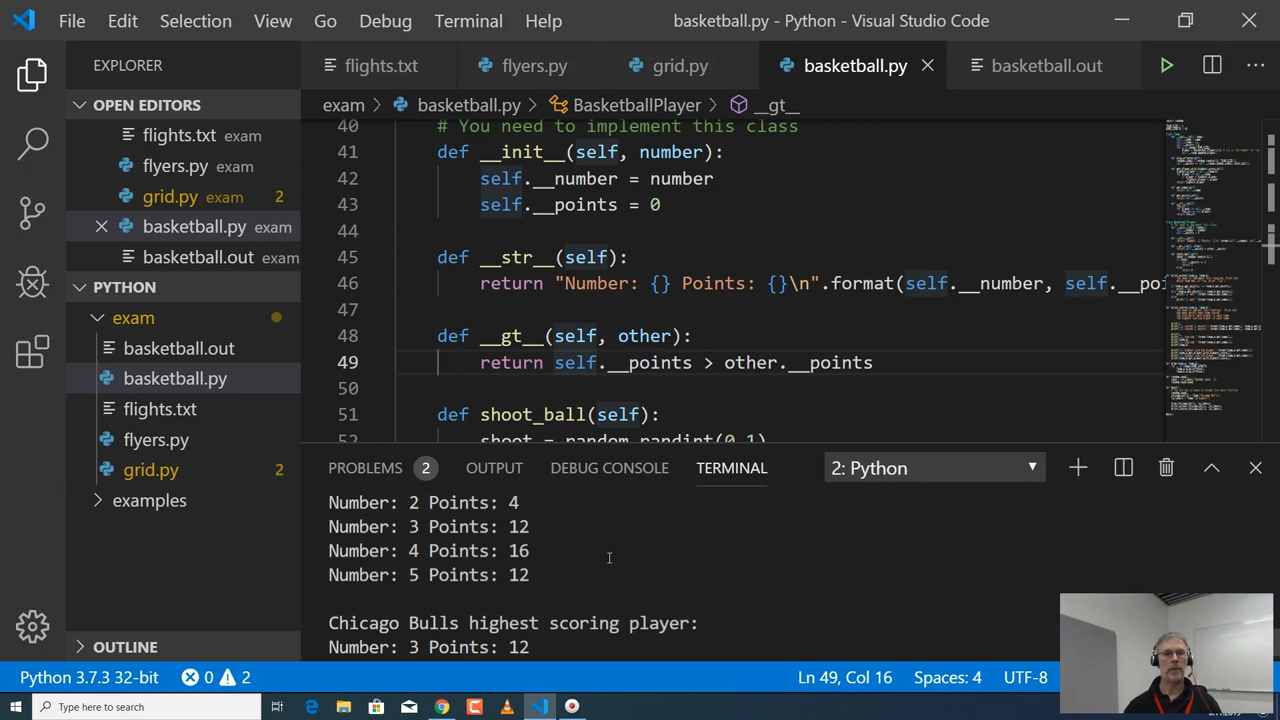 File Edit Selection View Go Debug Terminal Help basketball.py - Python - Visual Studio Code
EXPLORER
flights.txt flyers.py grid.py basketball.py basketball.out
OPEN EDITORS
flights.txt exam
flyers.py exam
grid.py exam 2
basketball.py exam
basketball.out exam
PYTHON
exam
basketball.out
basketball.py
flights.txt
flyers.py
grid.py 2
examples
OUTLINE
exam basketball.py BasketballPlayer __gt__
40 # You need to implement this class
41 def __init__(self, number):
42 self.__number = number
43 self.__points = 0
44
45 def __str__(self):
46 return "Number: {} Points: {}\n".format(self.__number, self.__po
47
48 def __gt__(self, other):
49 return self.__points > other.__points
50
51 def shoot_ball(self):
52 shoot = random.randint(0,1)
PROBLEMS 2 OUTPUT DEBUG CONSOLE TERMINAL 2: Python
Number: 2 Points: 4
Number: 3 Points: 12
Number: 4 Points: 16
Number: 5 Points: 12
Chicago Bulls highest scoring player:
Number: 3 Points: 12
Python 3.7.3 32-bit 0 2 Ln 49, Col 16 Spaces: 4 UTF-8
Type here to search